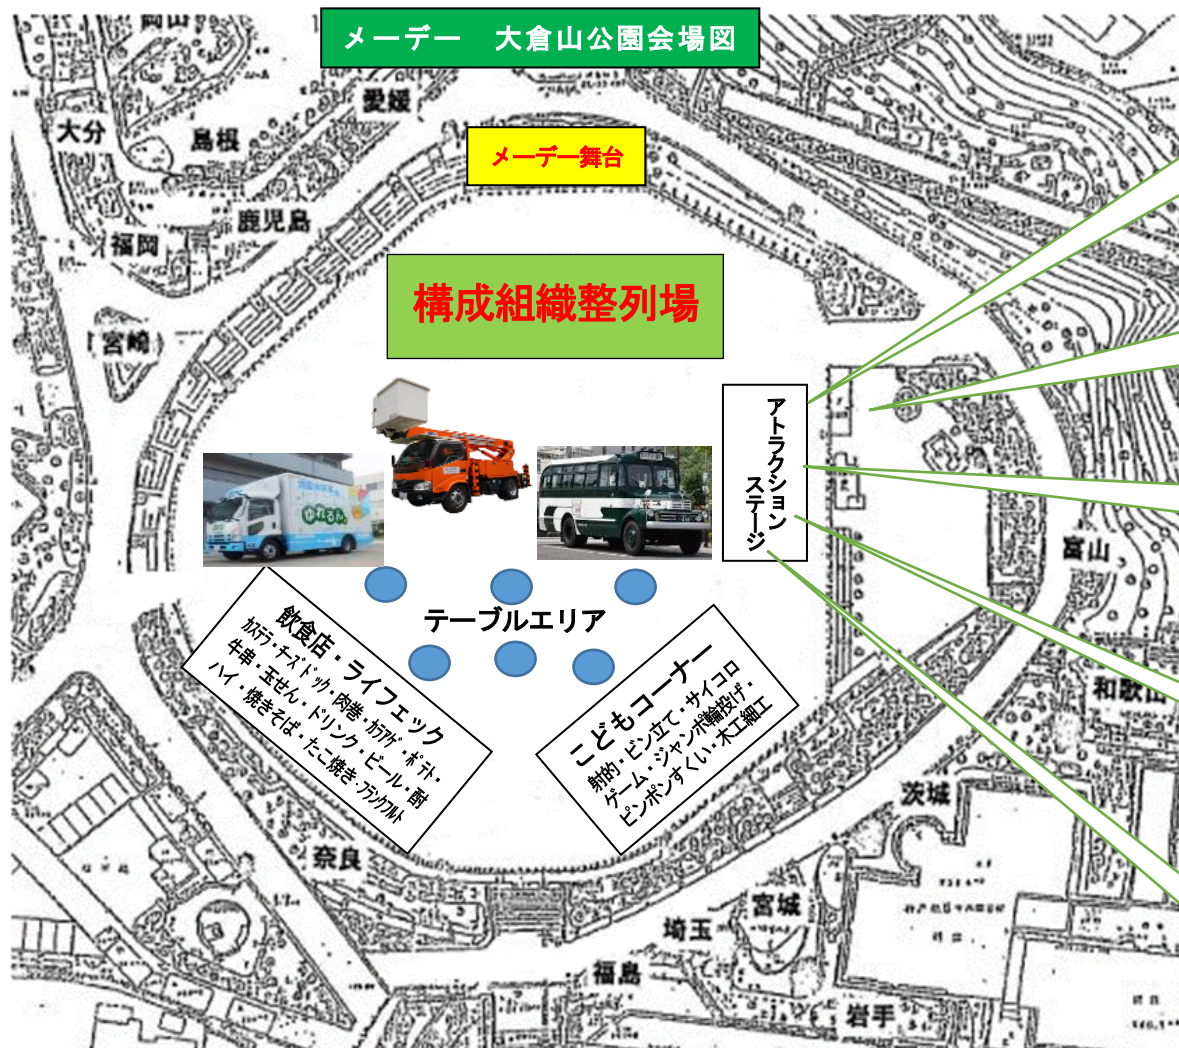 メーデー　大倉山公園会場図
岡山
愛媛
大分
島根
メーデー舞台
鹿児島
福岡
構成組織整列場
宮崎
アトラクション
ステージ
ゆれるん
富山
テーブルエリア
飲食店・ライフェック
ｶｽﾃﾗ・ﾁｰｽﾞﾄﾞｯｸ・肉巻・ｶﾗｱｹﾞ・ﾎﾟﾃﾄ・
牛串・玉せん・ドリンク・ビール・酎
ハイ・焼きそば・たこ焼き・ﾌﾗﾝｸﾌﾙﾄ
こどもコーナー
射的・ビン立て・サイコロ
ゲーム・ジャンボ輪投げ・
ピンポンすくい・木工細工
和歌山
茨城
奈良
宮城
埼玉
福島
岩手